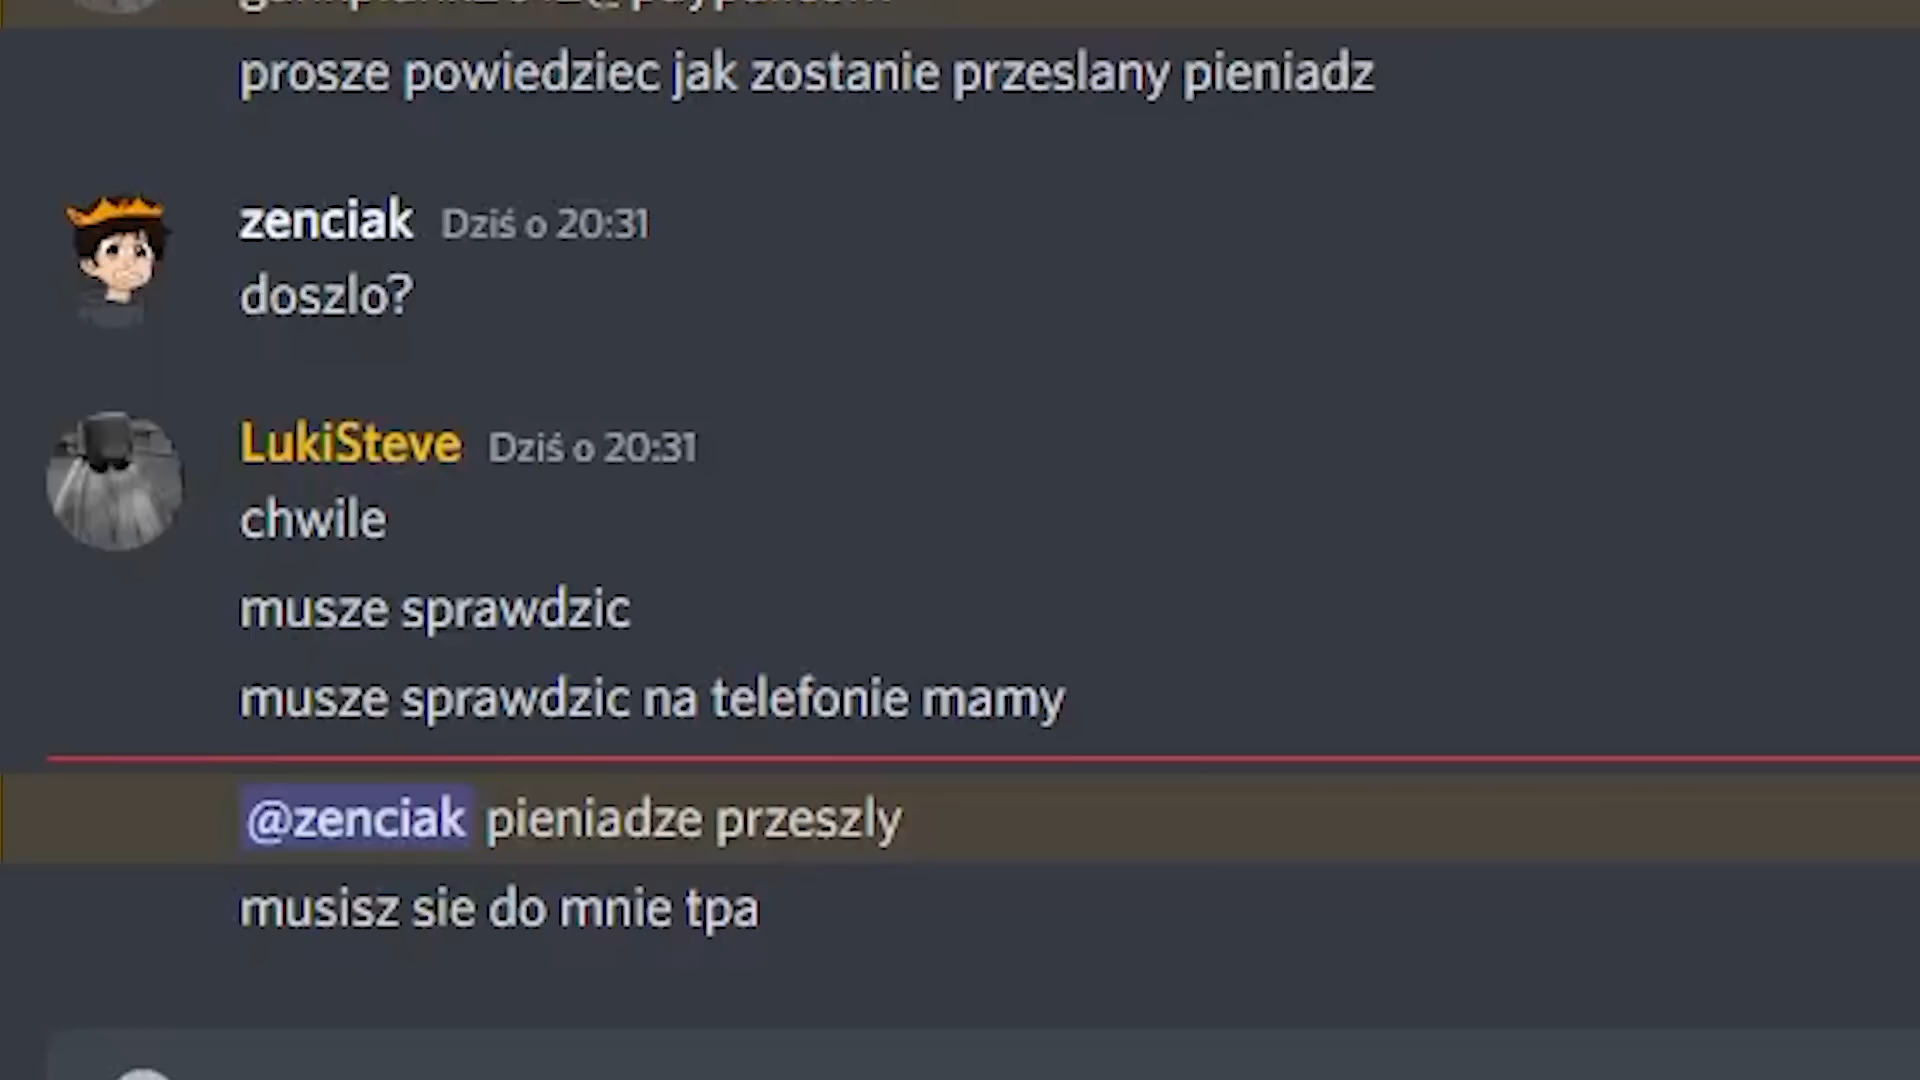 prosze powiedziec jak zostanie przeslany pieniadz
zenciak Dziś o 20:31
doszlo?
LukiSteve Dziś o 20:31
chwile
musze sprawdzic
musze sprawdzic na telefonie mamy
@zenciak pieniadze przeszly
musisz sie do mnie tpa